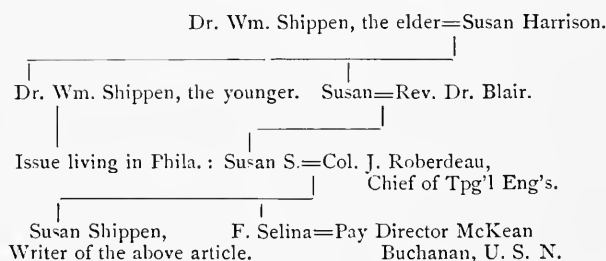 Dr. Wm. Shippen, the elder=Susan Harrison.
Dr. Wm. Shippen, the younger. Susan=Rev. Dr. Blair.
Issue living in Phila.: Susan S.=Col. J. Roberdeau,
Chief of Tpg'l Eng's.
Susan Shippen, F. Selina=Pay Director McKean
Writer of the above article. Buchanan, U. S. N.